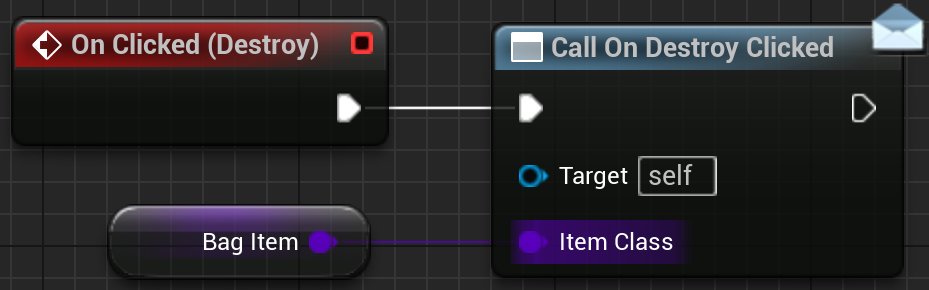 On Clicked (Destroy)
Call On Destroy Clicked
Target self
Bag Item
Item Class